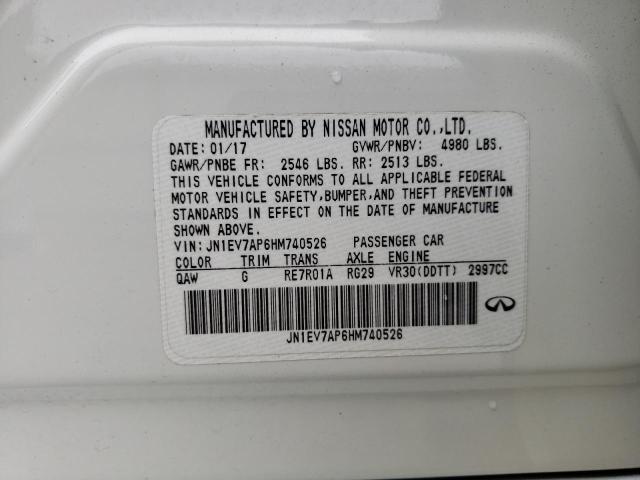 MANUFACTURED BY NISSAN MOTOR CO.,LTD.
DATE: 01/17 GVWR/PNBV: 4980 LBS.
GAWR/PNBE FR: 2546 LBS. RR: 2513 LBS.
THIS VEHICLE CONFORMS TO ALL APPLICABLE FEDERAL
MOTOR VEHICLE SAFETY,BUMPER,AND THEFT PREVENTION
STANDARDS IN EFFECT ON THE DATE OF MANUFACTURE
SHOWN ABOVE.
VIN: JN1EV7AP6HM740526 PASSENGER CAR
COLOR TRIM TRANS AXLE ENGINE
QAW G RE7R01A RG29 VR30(DDTT) 2997CC
JN1EV7AP6HM740526